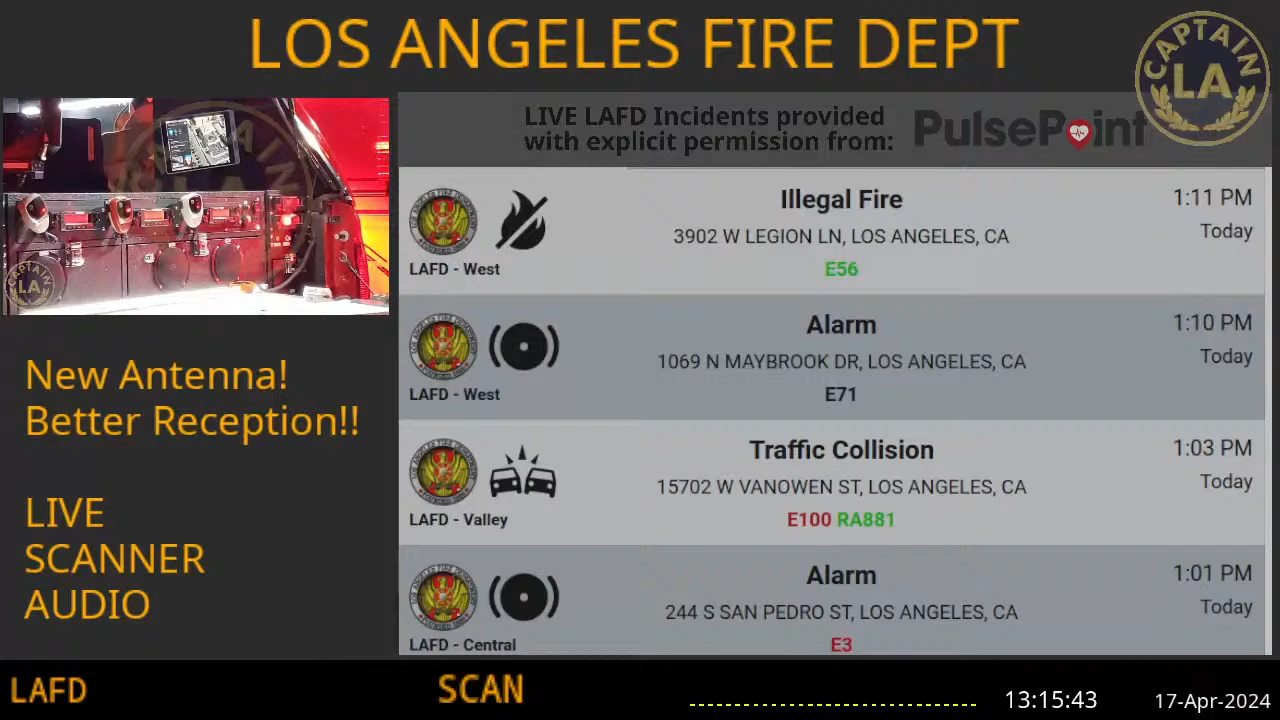 LOS ANGELES FIRE DEPT
CAPTAIN
LA
LIVE LAFD Incidents provided
with explicit permission from:
PulsePoint
Illegal Fire
1:11 PM
3902 W LEGION LN, LOS ANGELES, CA
Today
LAFD - West
E56
Alarm
1:10 PM
1069 N MAYBROOK DR, LOS ANGELES, CA
Today
LAFD - West
E71
Traffic Collision
1:03 PM
15702 W VANOWEN ST, LOS ANGELES, CA
Today
LAFD - Valley
E100 RA881
Alarm
1:01 PM
244 S SAN PEDRO ST, LOS ANGELES, CA
Today
LAFD - Central
E3
CAPTAIN
LA
New Antenna!
Better Reception!!
LIVE
SCANNER
AUDIO
LAFD
SCAN
13:15:43
17-Apr-2024